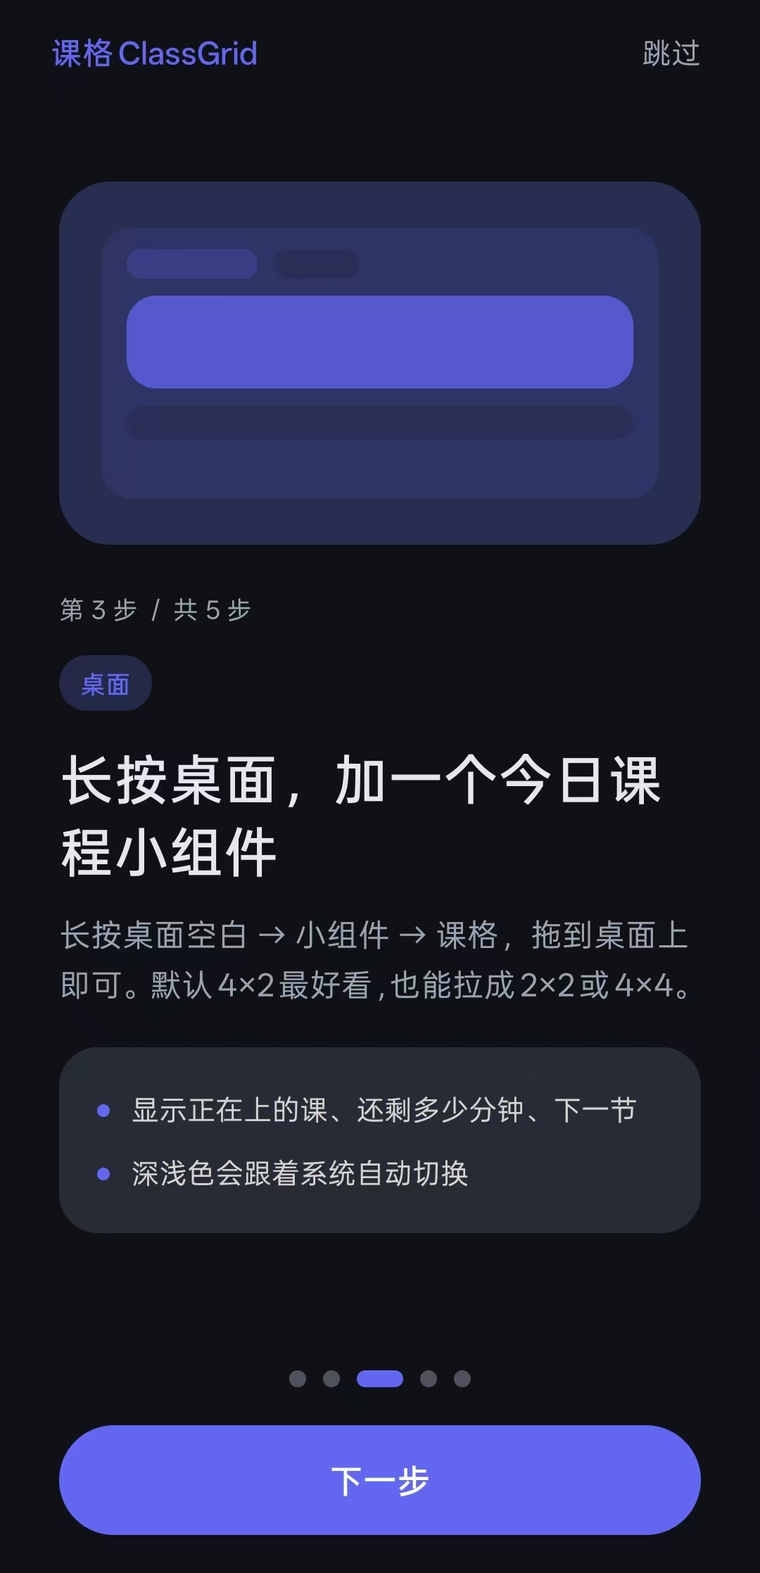 课格 ClassGrid
跳过
第 3 步 / 共 5 步
桌面
长按桌面，加一个今日课
程小组件
长按桌面空白 → 小组件 → 课格，拖到桌面上
即可。默认 4×2 最好看，也能拉成 2×2 或 4×4。
显示正在上的课、还剩多少分钟、下一节
深浅色会跟着系统自动切换
下一步